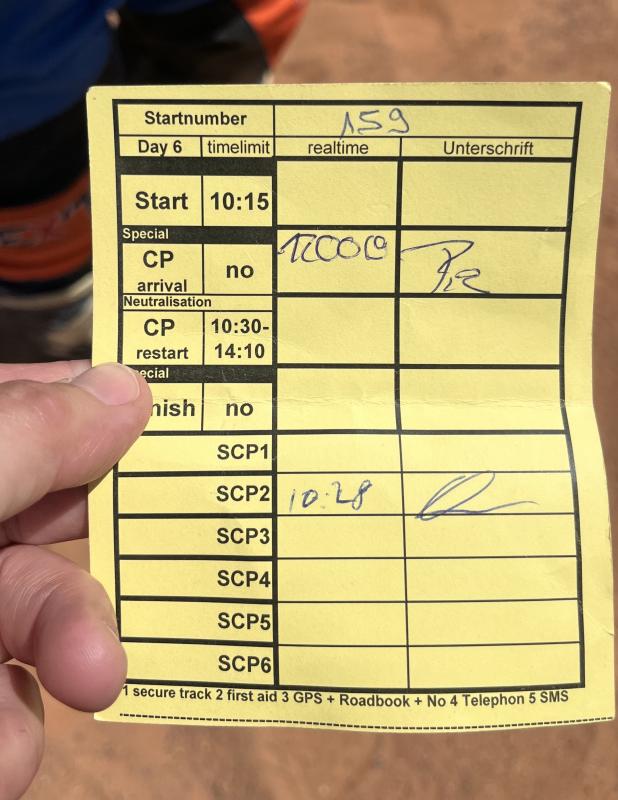 Startnumber 159
Day 6 timelimit realtime Unterschrift
Start 10:15
Special
CP arrival no
Neutralisation
CP restart 10:30-14:10
ecial
nish no
SCP1
SCP2 10:28
SCP3
SCP4
SCP5
SCP6
1 secure track 2 first aid 3 GPS + Roadbook + No 4 Telephon 5 SMS